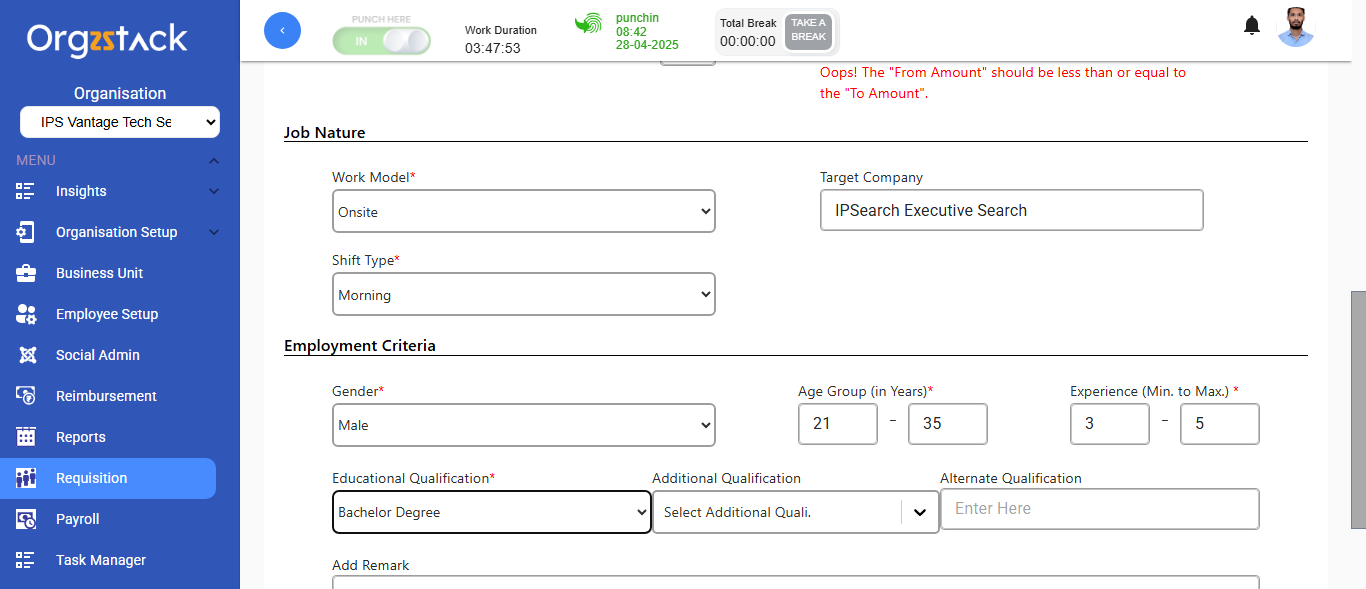 Orgzstack
Organisation
IPS Vantage Tech Se
MENU
Insights
Organisation Setup
Business Unit
Employee Setup
Social Admin
Reimbursement
Reports
Requisition
Payroll
Task Manager
PUNCH HERE
IN
Work Duration
03:47:53
punchin
08:42
28-04-2025
Total Break
00:00:00
TAKE A
BREAK
Oops! The "From Amount" should be less than or equal to
the "To Amount".
Job Nature
Work Model*
Onsite
Target Company
IPSearch Executive Search
Shift Type*
Morning
Employment Criteria
Gender*
Male
Age Group (in Years)*
21 - 35
Experience (Min. to Max.) *
3 - 5
Educational Qualification*
Bachelor Degree
Additional Qualification
Select Additional Quali.
Alternate Qualification
Enter Here
Add Remark